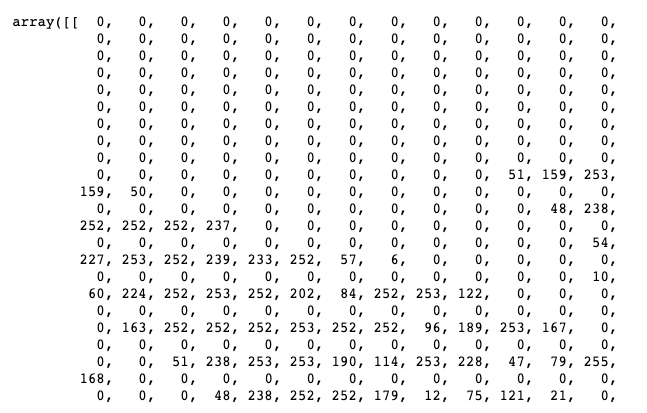 array([[ 0, 0, 0, 0, 0, 0, 0, 0, 0, 0, 0, 0, 0,
0, 0, 0, 0, 0, 0, 0, 0, 0, 0, 0, 0, 0,
0, 0, 0, 0, 0, 0, 0, 0, 0, 0, 0, 0, 0,
0, 0, 0, 0, 0, 0, 0, 0, 0, 0, 0, 0, 0,
0, 0, 0, 0, 0, 0, 0, 0, 0, 0, 0, 0, 0,
0, 0, 0, 0, 0, 0, 0, 0, 0, 0, 0, 0, 0,
0, 0, 0, 0, 0, 0, 0, 0, 0, 0, 0, 0, 0,
0, 0, 0, 0, 0, 0, 0, 0, 0, 0, 0, 0, 0,
0, 0, 0, 0, 0, 0, 0, 0, 0, 0, 0, 0, 0,
0, 0, 0, 0, 0, 0, 0, 0, 0, 0, 51, 159, 253,
159, 50, 0, 0, 0, 0, 0, 0, 0, 0, 0, 0, 0,
0, 0, 0, 0, 0, 0, 0, 0, 0, 0, 0, 48, 238,
252, 252, 252, 237, 0, 0, 0, 0, 0, 0, 0, 0, 0,
0, 0, 0, 0, 0, 0, 0, 0, 0, 0, 0, 0, 54,
227, 253, 252, 239, 233, 252, 57, 6, 0, 0, 0, 0, 0,
0, 0, 0, 0, 0, 0, 0, 0, 0, 0, 0, 0, 10,
60, 224, 252, 253, 252, 202, 84, 252, 253, 122, 0, 0, 0,
0, 0, 0, 0, 0, 0, 0, 0, 0, 0, 0, 0, 0,
0, 163, 252, 252, 252, 253, 252, 252, 96, 189, 253, 167, 0,
0, 0, 0, 0, 0, 0, 0, 0, 0, 0, 0, 0, 0,
0, 0, 51, 238, 253, 253, 190, 114, 253, 228, 47, 79, 255,
168, 0, 0, 0, 0, 0, 0, 0, 0, 0, 0, 0, 0,
0, 0, 0, 48, 238, 252, 252, 179, 12, 75, 121, 21, 0,